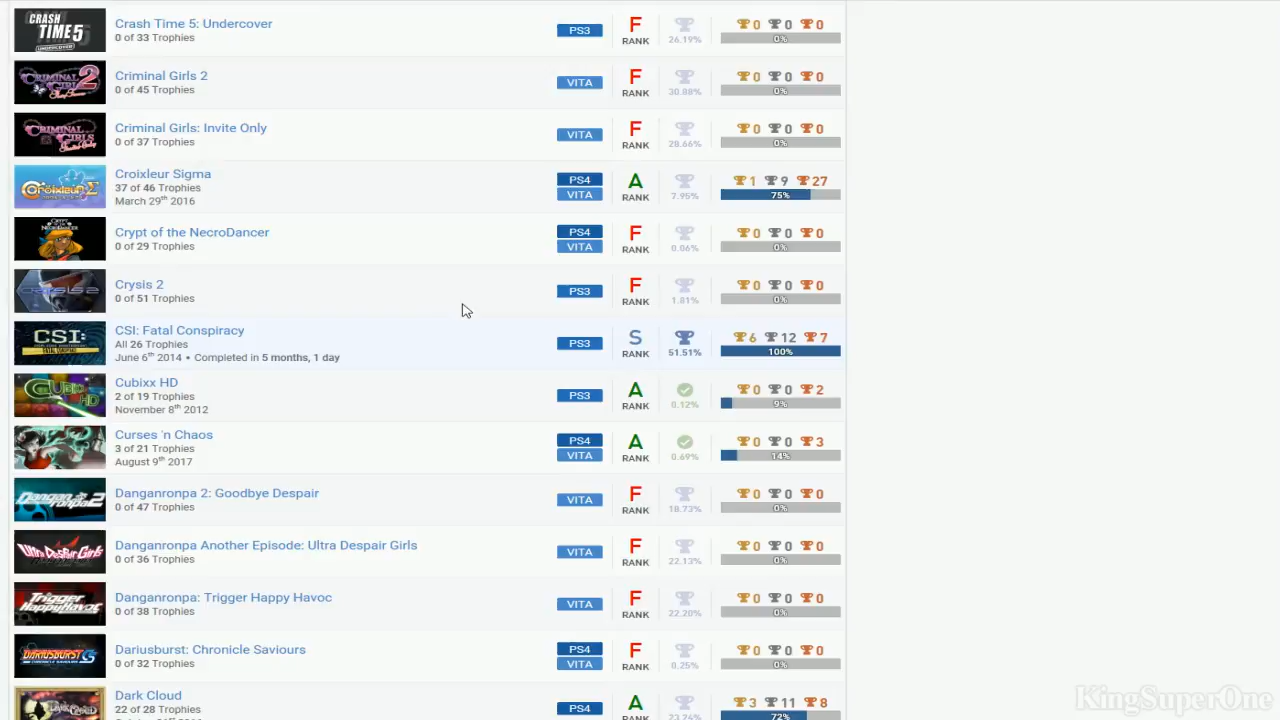 CRASH TIME 5 UNDERCOVER
Crash Time 5: Undercover
0 of 33 Trophies
PS3
F RANK
26.19%
0 0 0
0%
CRIMINAL GIRLS 2
Criminal Girls 2
0 of 45 Trophies
VITA
F RANK
30.88%
0 0 0
0%
CRIMINAL GIRLS
Criminal Girls: Invite Only
0 of 37 Trophies
VITA
F RANK
28.66%
0 0 0
0%
CROIXLEUR Σ
Croixleur Sigma
37 of 46 Trophies
March 29th 2016
PS4
VITA
A RANK
7.95%
1 9 27
75%
CRYPT OF THE NECRODANCER
Crypt of the NecroDancer
0 of 29 Trophies
PS4
VITA
F RANK
0.06%
0 0 0
0%
CRYSIS 2
Crysis 2
0 of 51 Trophies
PS3
F RANK
1.81%
0 0 0
0%
CSI: FATAL CONSPIRACY
CSI: Fatal Conspiracy
All 26 Trophies
June 6th 2014 • Completed in 5 months, 1 day
PS3
S RANK
51.51%
6 12 7
100%
CUBIXX HD
Cubixx HD
2 of 19 Trophies
November 8th 2012
PS3
A RANK
0.12%
0 0 2
9%
Curses 'n Chaos
3 of 21 Trophies
August 9th 2017
PS4
VITA
A RANK
0.69%
0 0 3
14%
Danganronpa 2
Danganronpa 2: Goodbye Despair
0 of 47 Trophies
VITA
F RANK
18.73%
0 0 0
0%
Ultra Despair Girls
Danganronpa Another Episode: Ultra Despair Girls
0 of 36 Trophies
VITA
F RANK
22.13%
0 0 0
0%
Trigger Happy Havoc
Danganronpa: Trigger Happy Havoc
0 of 38 Trophies
VITA
F RANK
22.20%
0 0 0
0%
DARIUSBURST CS
CHRONICLE SAVIOURS
Dariusburst: Chronicle Saviours
0 of 32 Trophies
PS4
VITA
F RANK
0.25%
0 0 0
0%
Dark Cloud
Dark Cloud
22 of 28 Trophies
PS4
A RANK
23.24%
3 11 8
72%
KingSuperOne